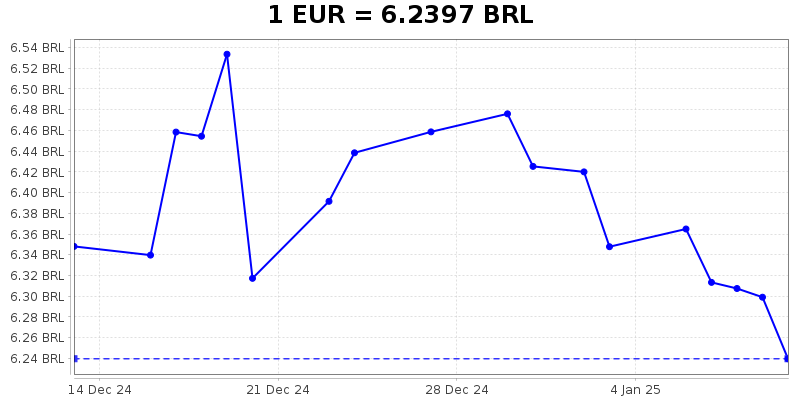 1 EUR = 6.2397 BRL
6.54 BRL
6.52 BRL
6.50 BRL
6.48 BRL
6.46 BRL
6.44 BRL
6.42 BRL
6.40 BRL
6.38 BRL
6.36 BRL
6.34 BRL
6.32 BRL
6.30 BRL
6.28 BRL
6.26 BRL
6.24 BRL
14 Dec 24 21 Dec 24 28 Dec 24 4 Jan 25